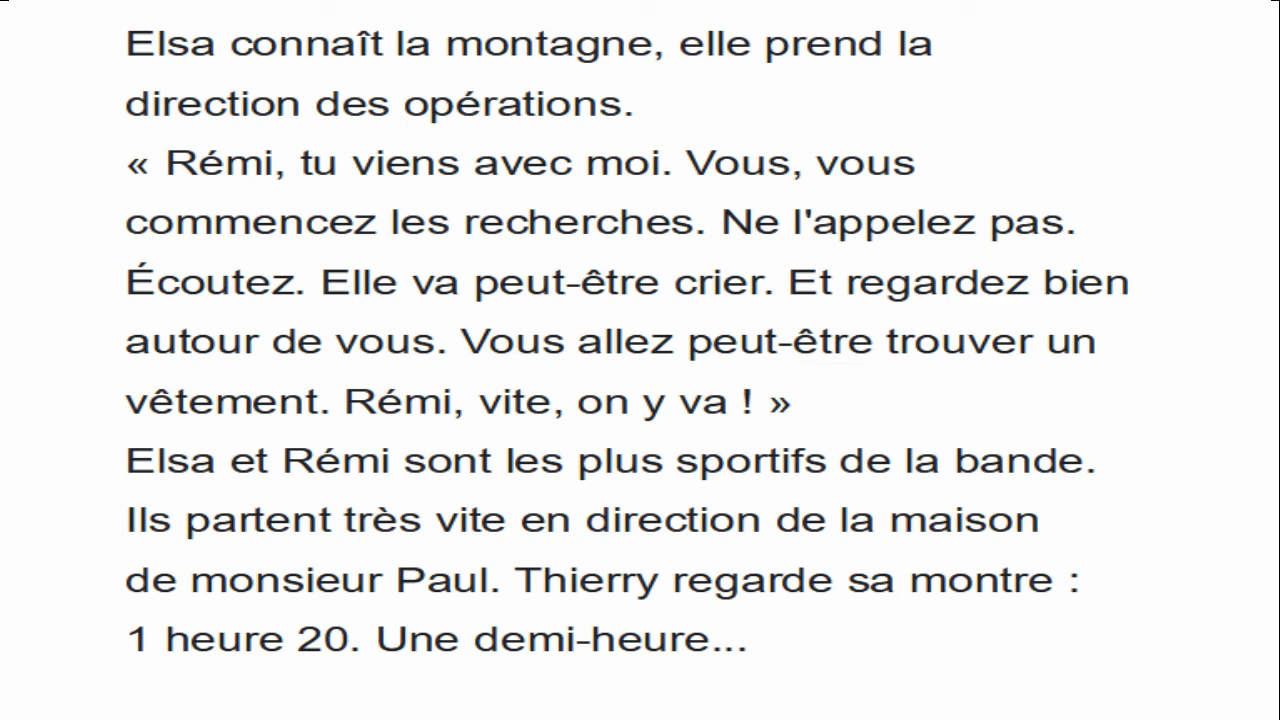 Elsa connaît la montagne, elle prend la
direction des opérations.
« Rémi, tu viens avec moi. Vous, vous
commencez les recherches. Ne l'appelez pas.
Écoutez. Elle va peut-être crier. Et regardez bien
autour de vous. Vous allez peut-être trouver un
vêtement. Rémi, vite, on y va ! »
Elsa et Rémi sont les plus sportifs de la bande.
Ils partent très vite en direction de la maison
de monsieur Paul. Thierry regarde sa montre :
1 heure 20. Une demi-heure...